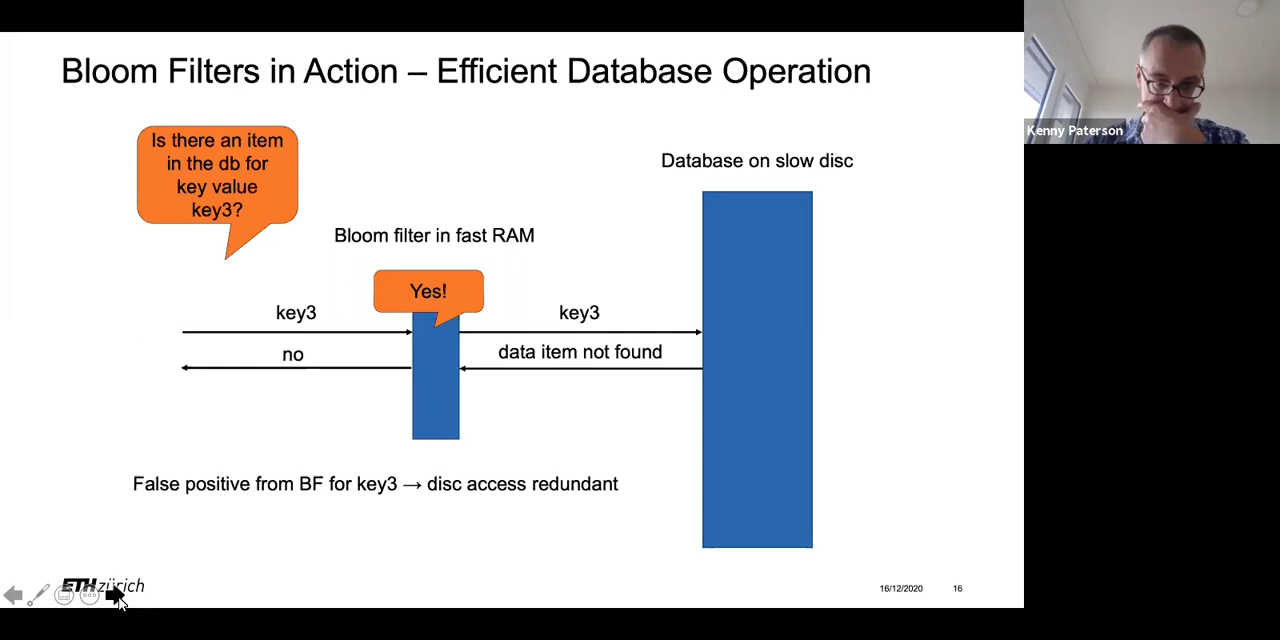 Bloom Filters in Action – Efficient Database Operation
Kenny Paterson
Is there an item
in the db for
key value
key3?
Database on slow disc
Bloom filter in fast RAM
Yes!
key3
key3
no
data item not found
False positive from BF for key3 → disc access redundant
ETH zürich
16/12/2020
16